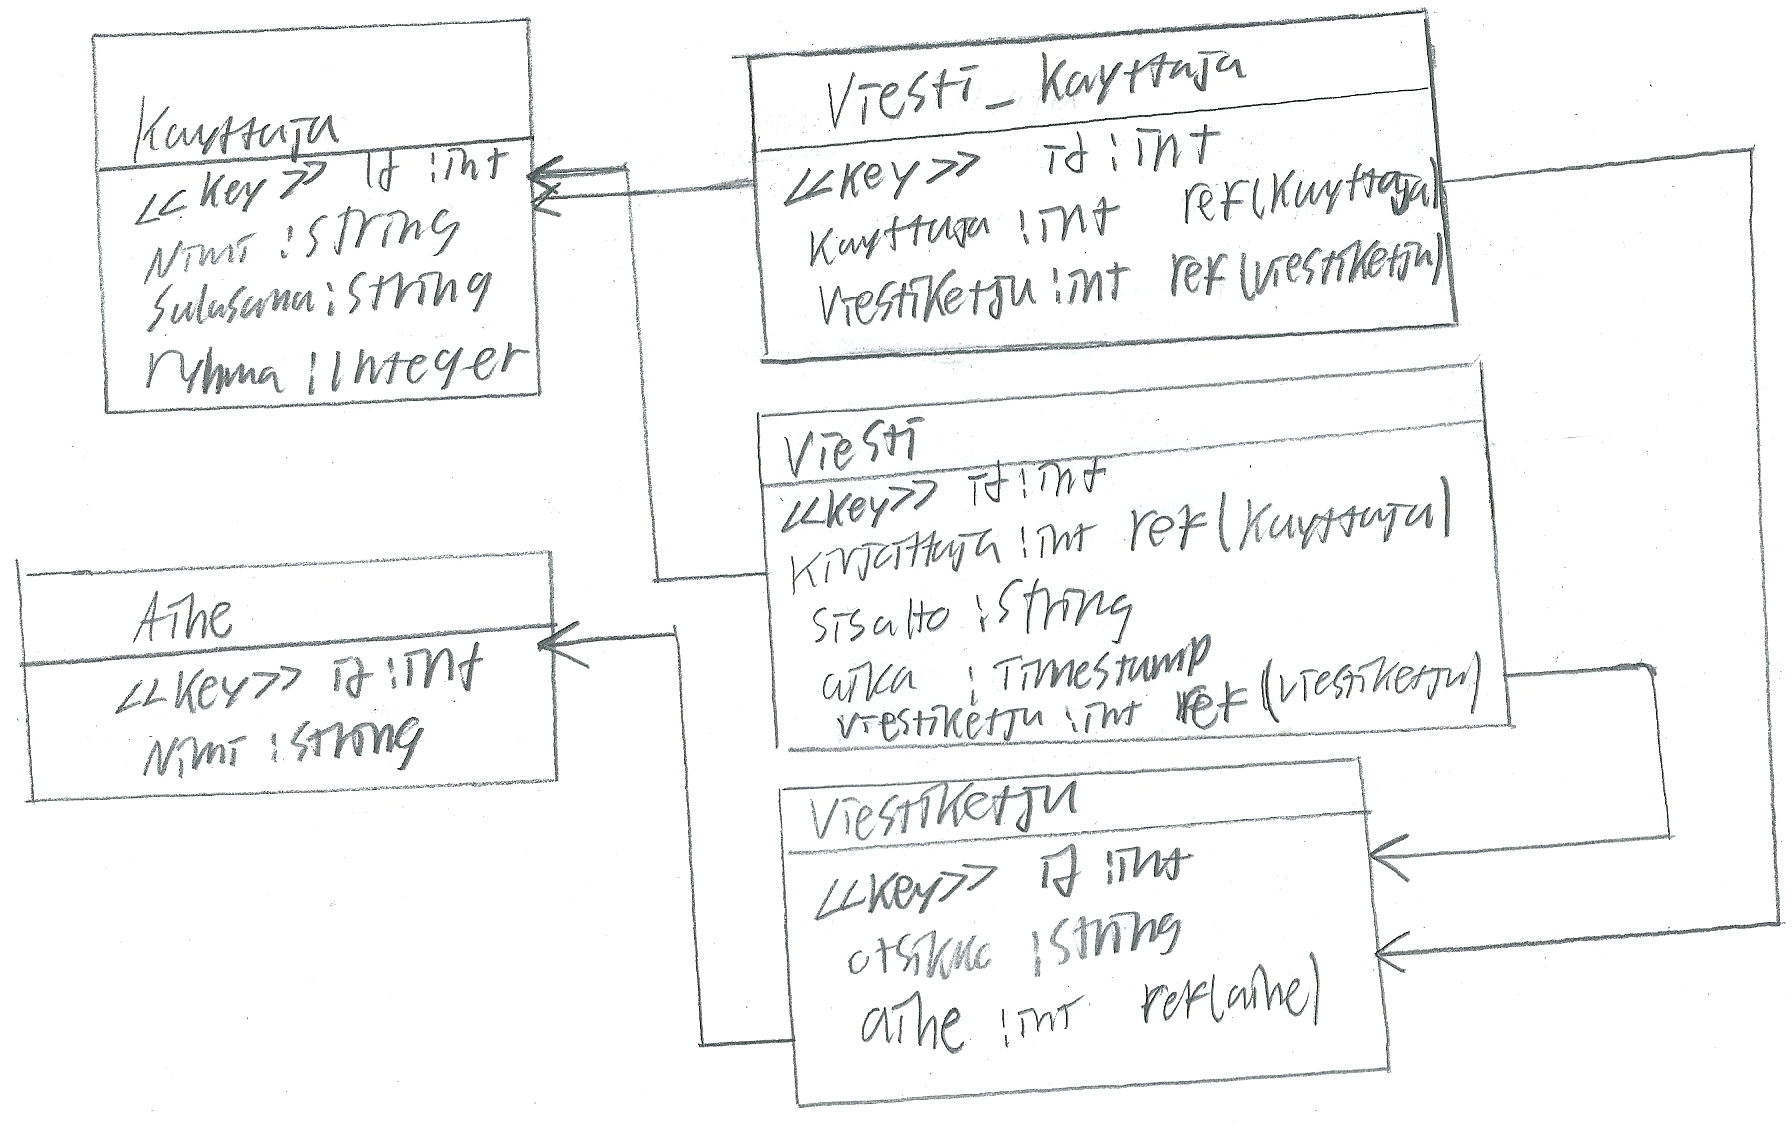 Kayttaja
<<key>> id : int
Nimi : String
Salasana : String
ryhma : Integer
Viesti_kayttaja
<<key>> id : int
kayttaja : int ref(kayttaja)
viestiketju : int ref(viestiketju)
Viesti
<<key>> id : int
kirjoittaja : int ref(kayttaja)
sisalto : String
aika : Timestamp
viestiketju : int ref(viestiketju)
Aihe
<<key>> id : int
Nimi : String
Viestiketju
<<key>> id : int
otsikko : String
aihe : int ref(aihe)